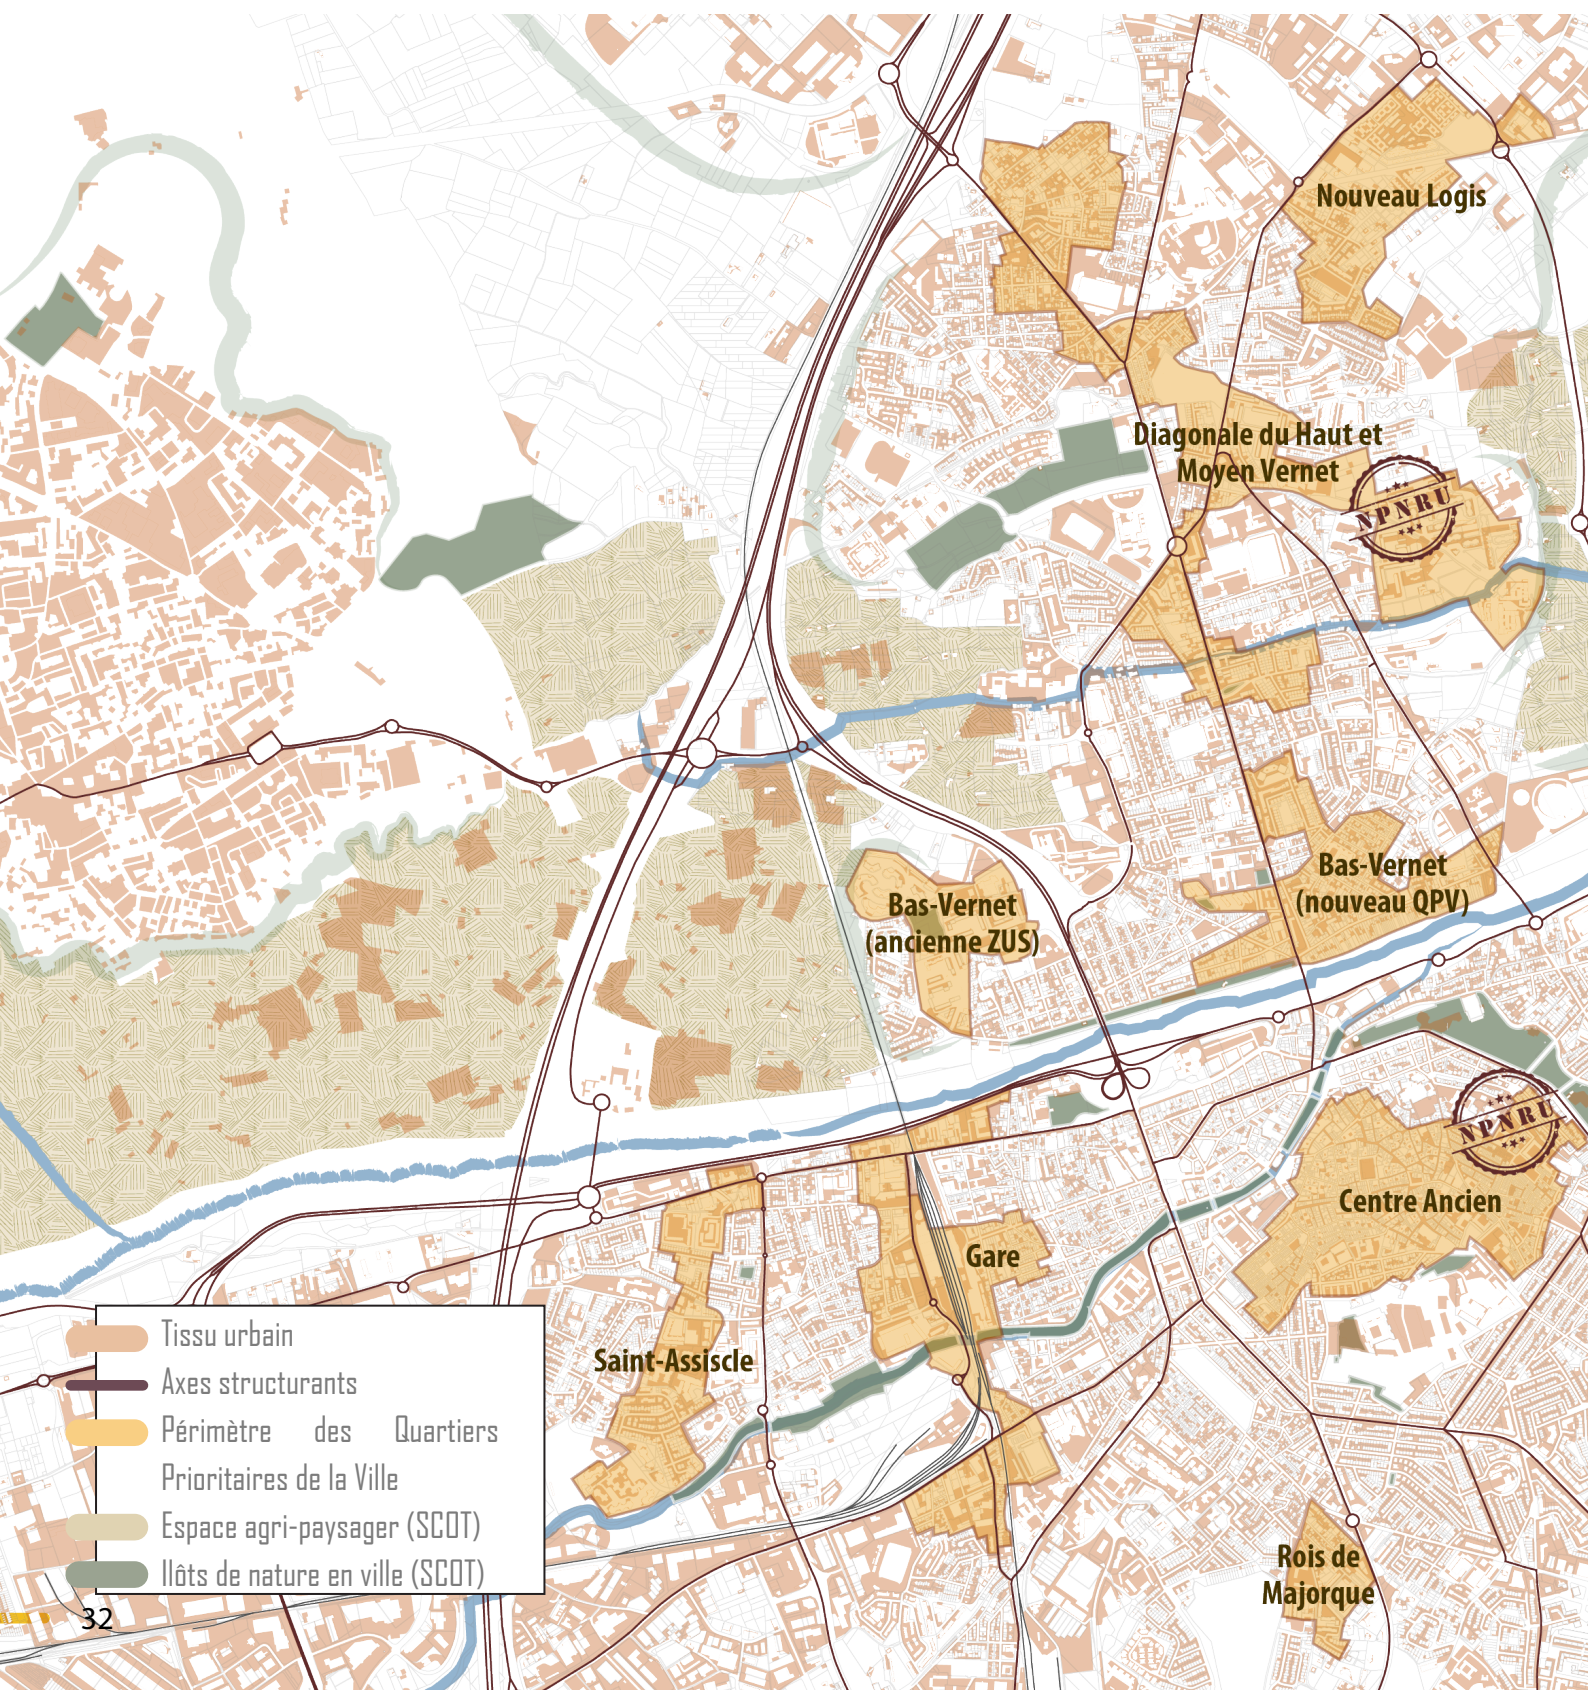 Nouveau Logis
Diagonale du Haut et
Moyen Vernet
NPNRU
Bas-Vernet
(nouveau QPV)
Bas-Vernet
(ancienne ZUS)
NPNRU
Centre Ancien
Gare
Saint-Assiscle
Rois de
Majorque
Tissu urbain
Axes structurants
Périmètre des Quartiers
Prioritaires de la Ville
Espace agri-paysager (SCOT)
Ilôts de nature en ville (SCOT)
32